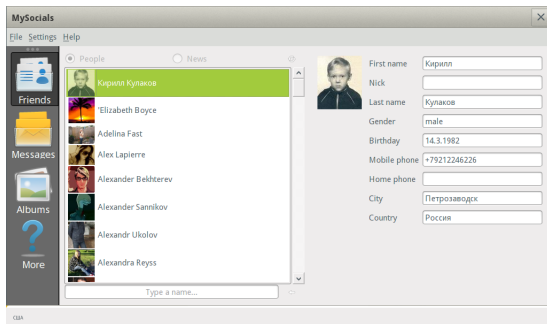 MySocials
File Settings Help
People News
Friends
Messages
Albums
More
Кирилл Кулаков
'Elizabeth Boyce
Adelina Fast
Alex Lapierre
Alexander Bekhterev
Alexander Sannikov
Alexandr Ukolov
Alexandra Reyss
Type a name...
First name Кирилл
Nick
Last name Кулаков
Gender male
Birthday 14.3.1982
Mobile phone +79212246226
Home phone
City Петрозаводск
Country Россия
США